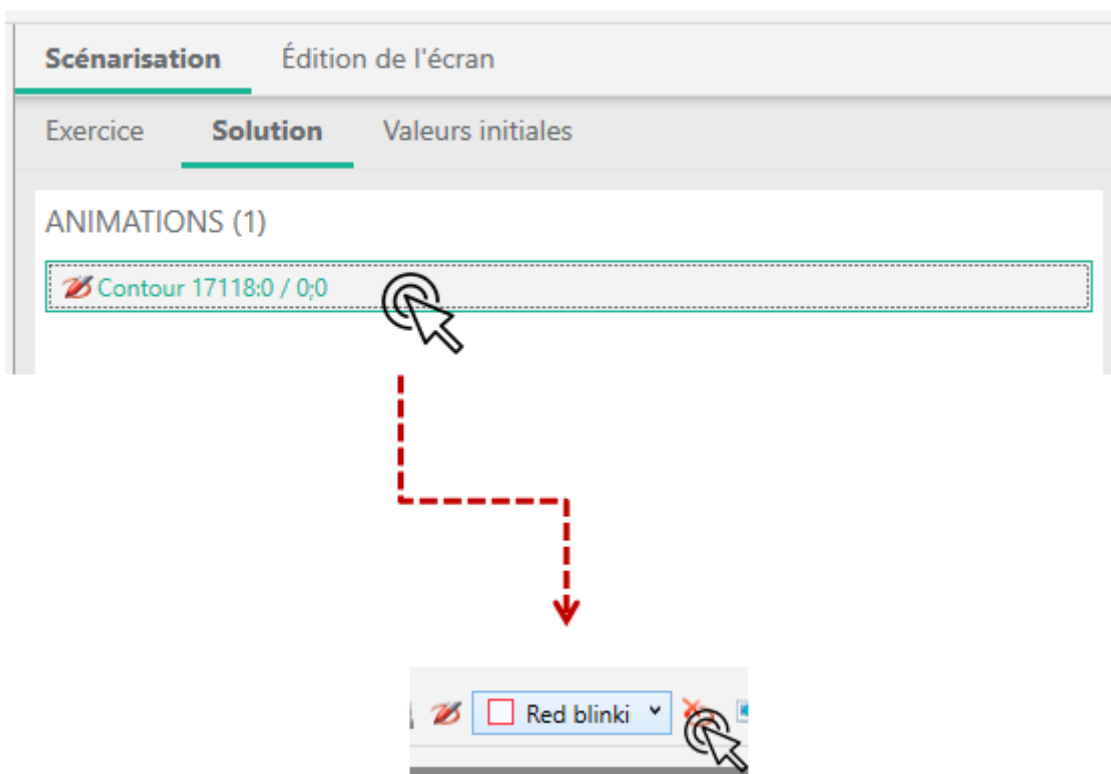 Scénarisation Édition de l'écran
Exercice Solution Valeurs initiales
ANIMATIONS (1)
Contour 17118:0 / 0;0
Red blinki